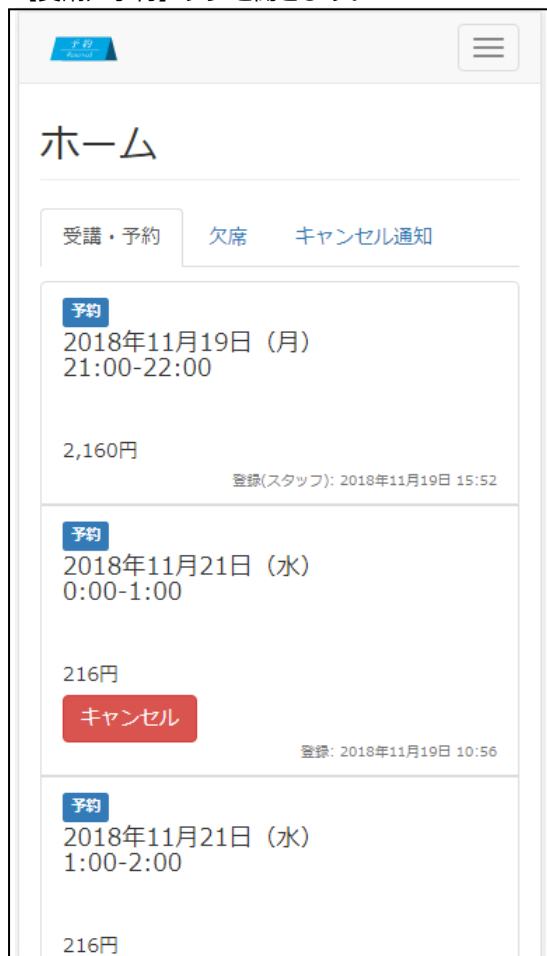 予約
ホーム
受講・予約 欠席 キャンセル通知
予約
2018年11月19日（月）
21:00-22:00
2,160円
登録(スタッフ): 2018年11月19日 15:52
予約
2018年11月21日（水）
0:00-1:00
216円
キャンセル
登録: 2018年11月19日 10:56
予約
2018年11月21日（水）
1:00-2:00
216円